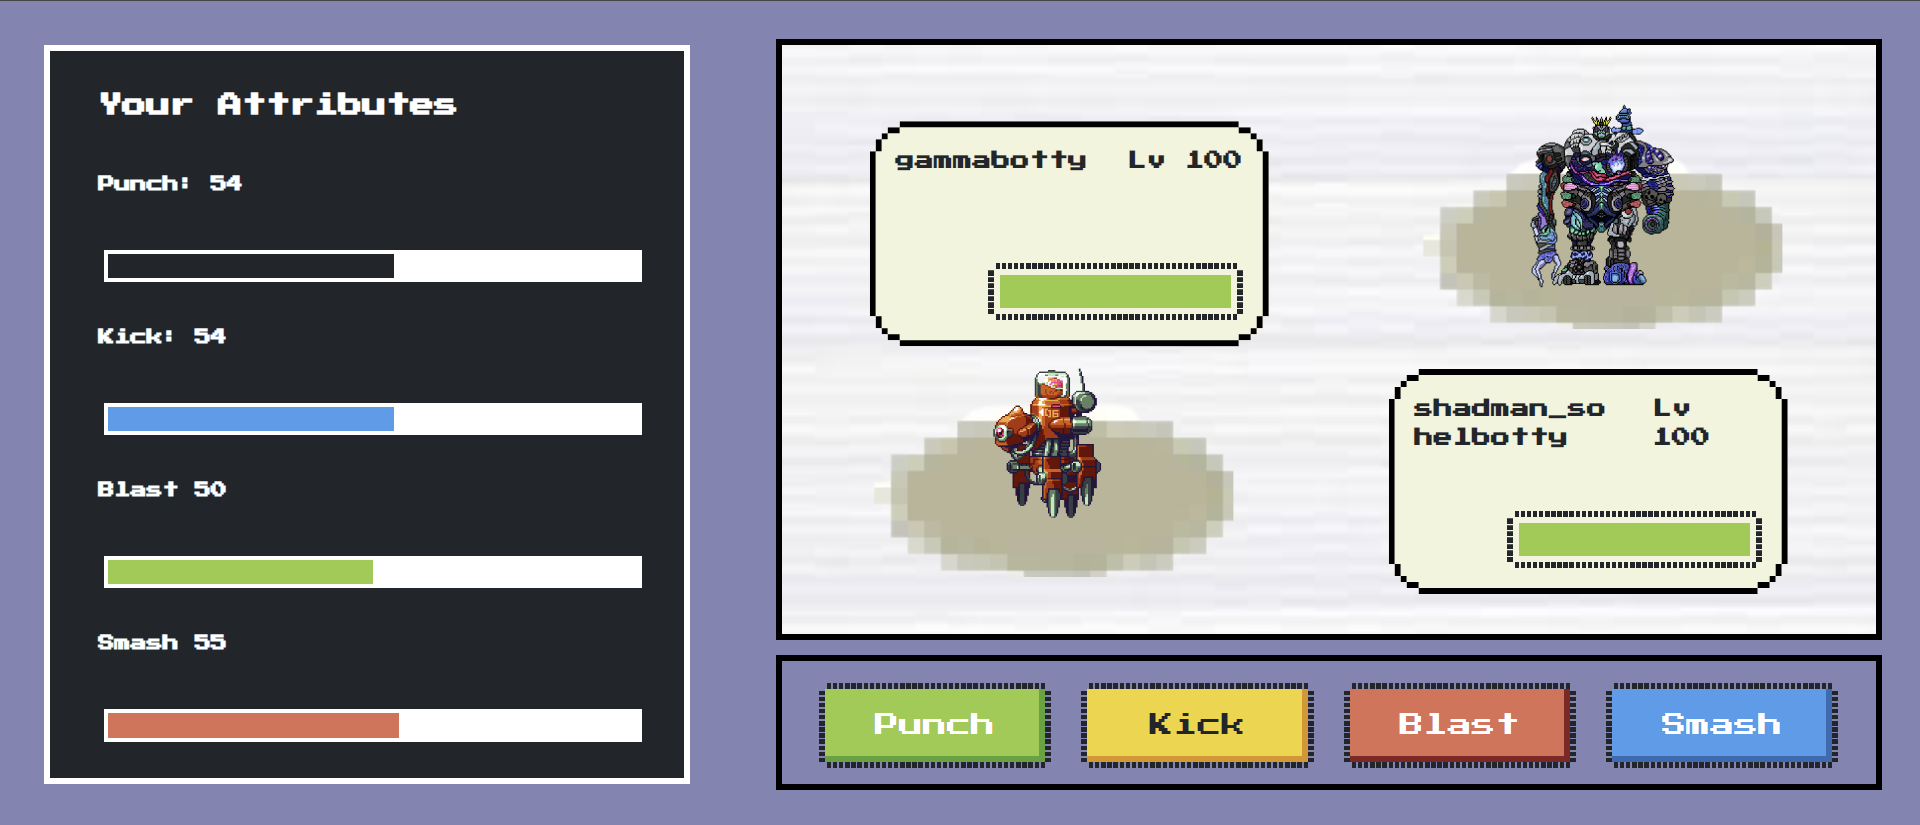 Your Attributes
Punch: 54
Kick: 54
Blast 50
Smash 55
gammabotty Lv 100
06
shadman_so Lv
helbotty 100
Punch Kick Blast Smash